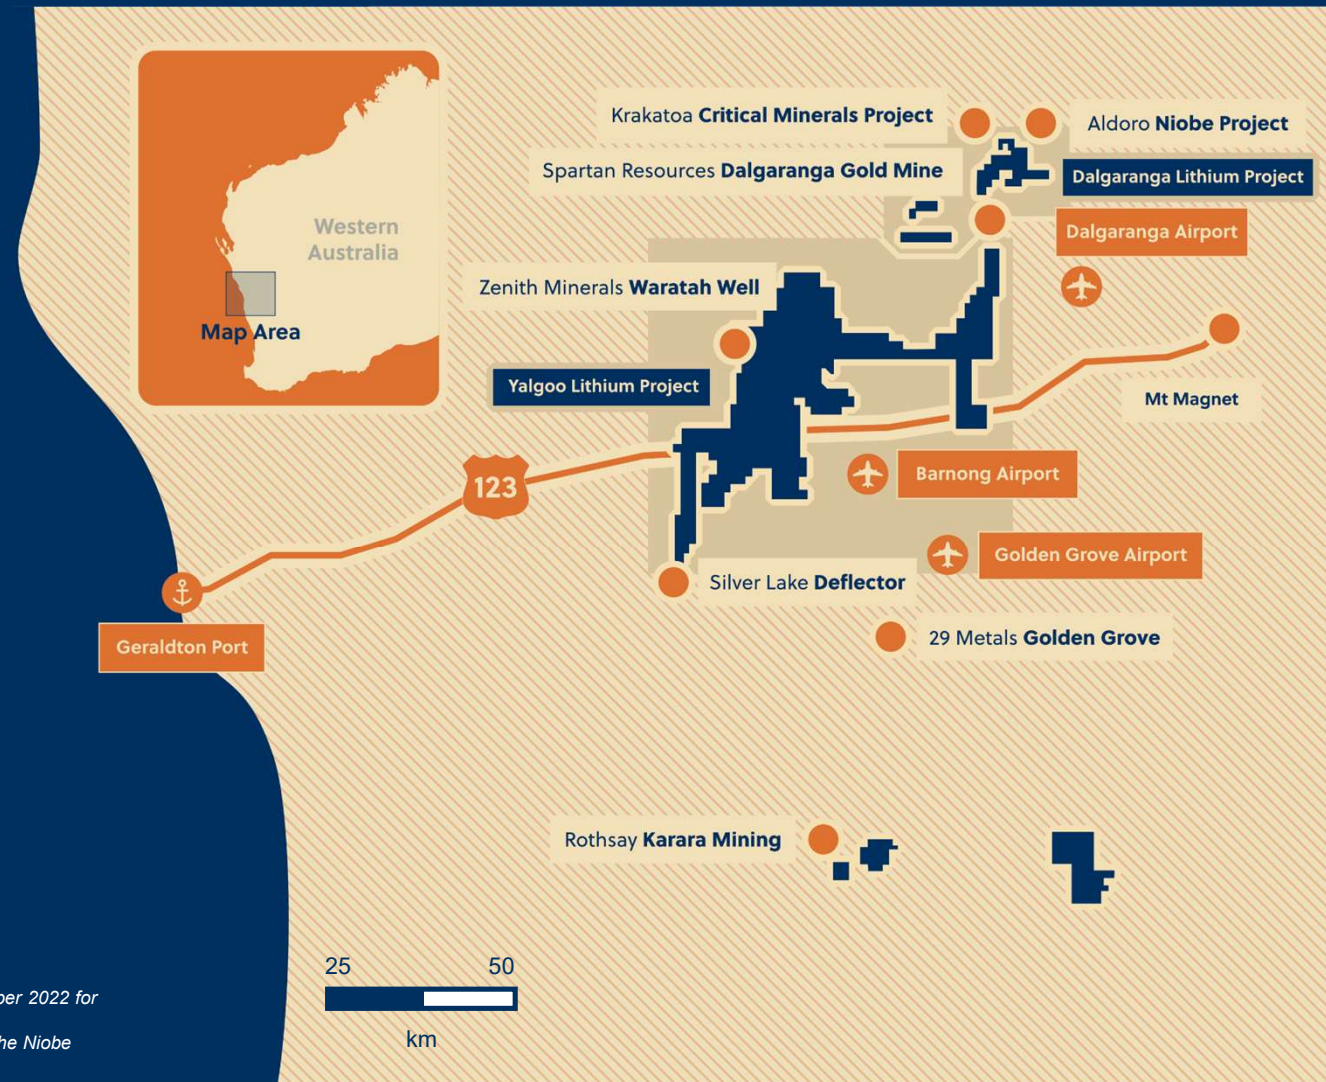 Krakatoa Critical Minerals Project
Aldoro Niobe Project
Spartan Resources Dalgaranga Gold Mine
Dalgaranga Lithium Project
Western
Australia
Dalgaranga Airport
Zenith Minerals Waratah Well
Map Area
Yalgoo Lithium Project
Mt Magnet
Barnong Airport
123
Golden Grove Airport
Silver Lake Deflector
29 Metals Golden Grove
Geraldton Port
Rothsay Karara Mining
25 50
km
2022 for
Niobe